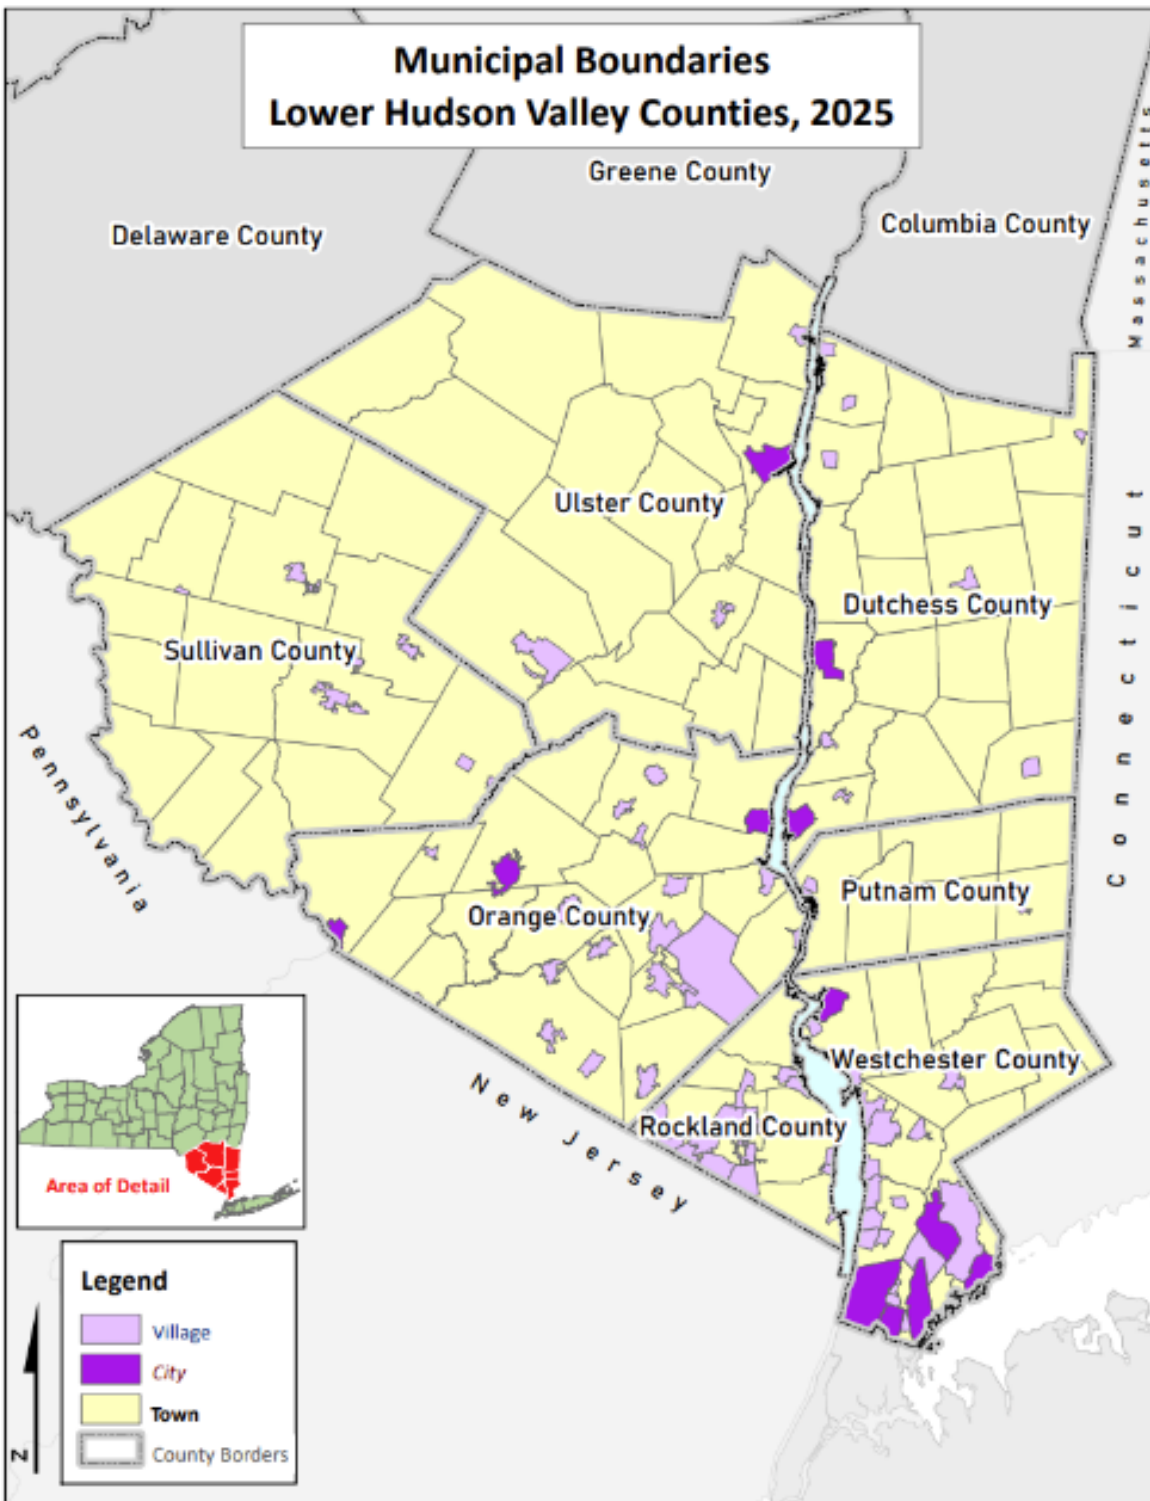 Municipal Boundaries
Lower Hudson Valley Counties, 2025
Greene County
Columbia County
Delaware County
Massachusetts
Ulster County
Dutchess County
Connecticut
Sullivan County
Pennsylvania
Putnam County
Orange County
Westchester County
New Jersey
Rockland County
Area of Detail
Legend
Village
City
Town
County Borders
N